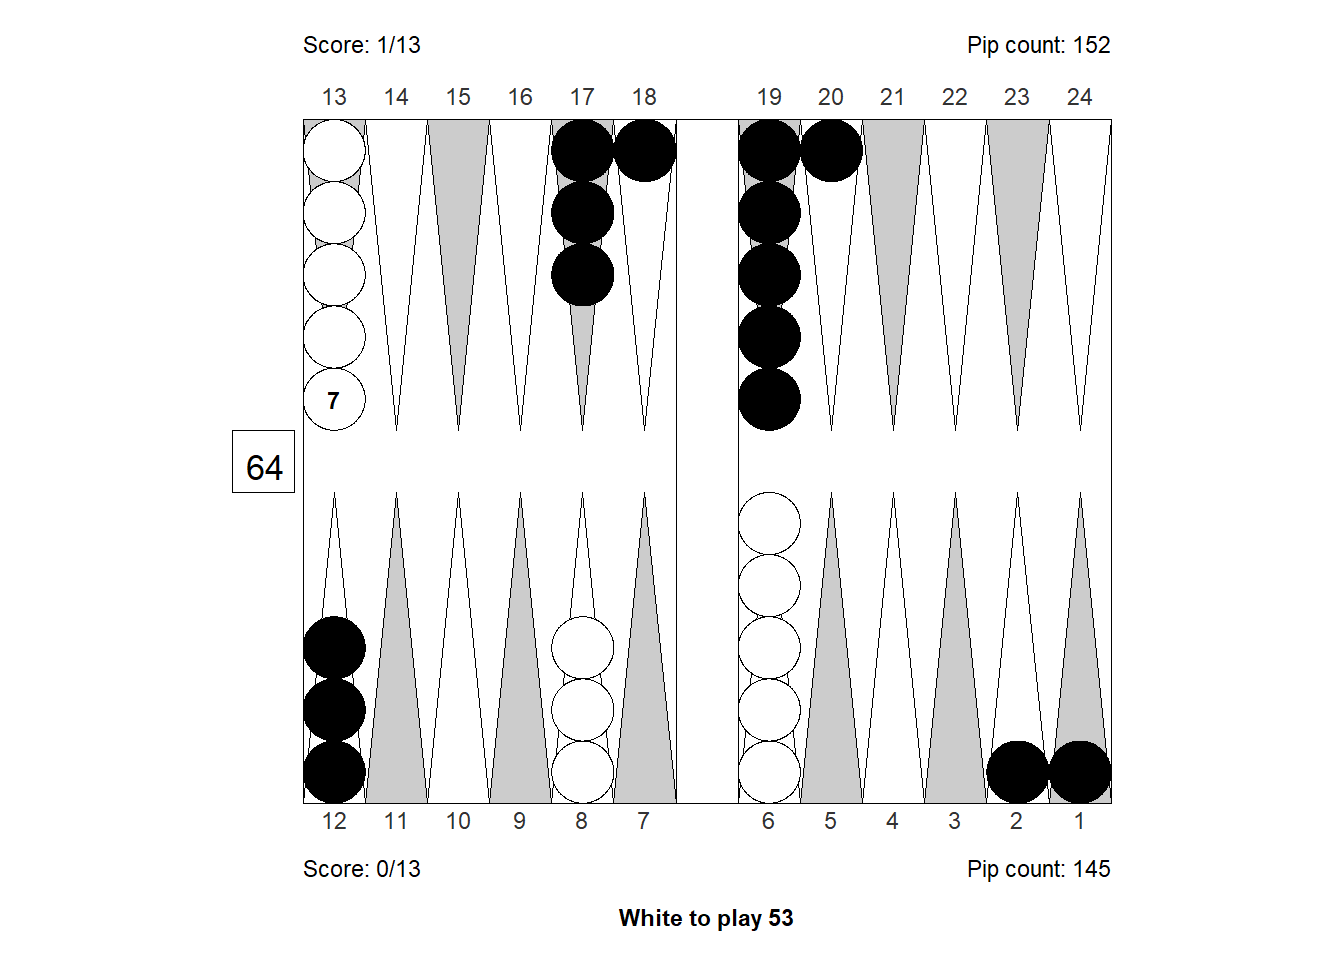 Score: 1/13 Pip count: 152
13 14 15 16 17 18 19 20 21 22 23 24
7
64
12 11 10 9 8 7 6 5 4 3 2 1
Score: 0/13 Pip count: 145
White to play 53